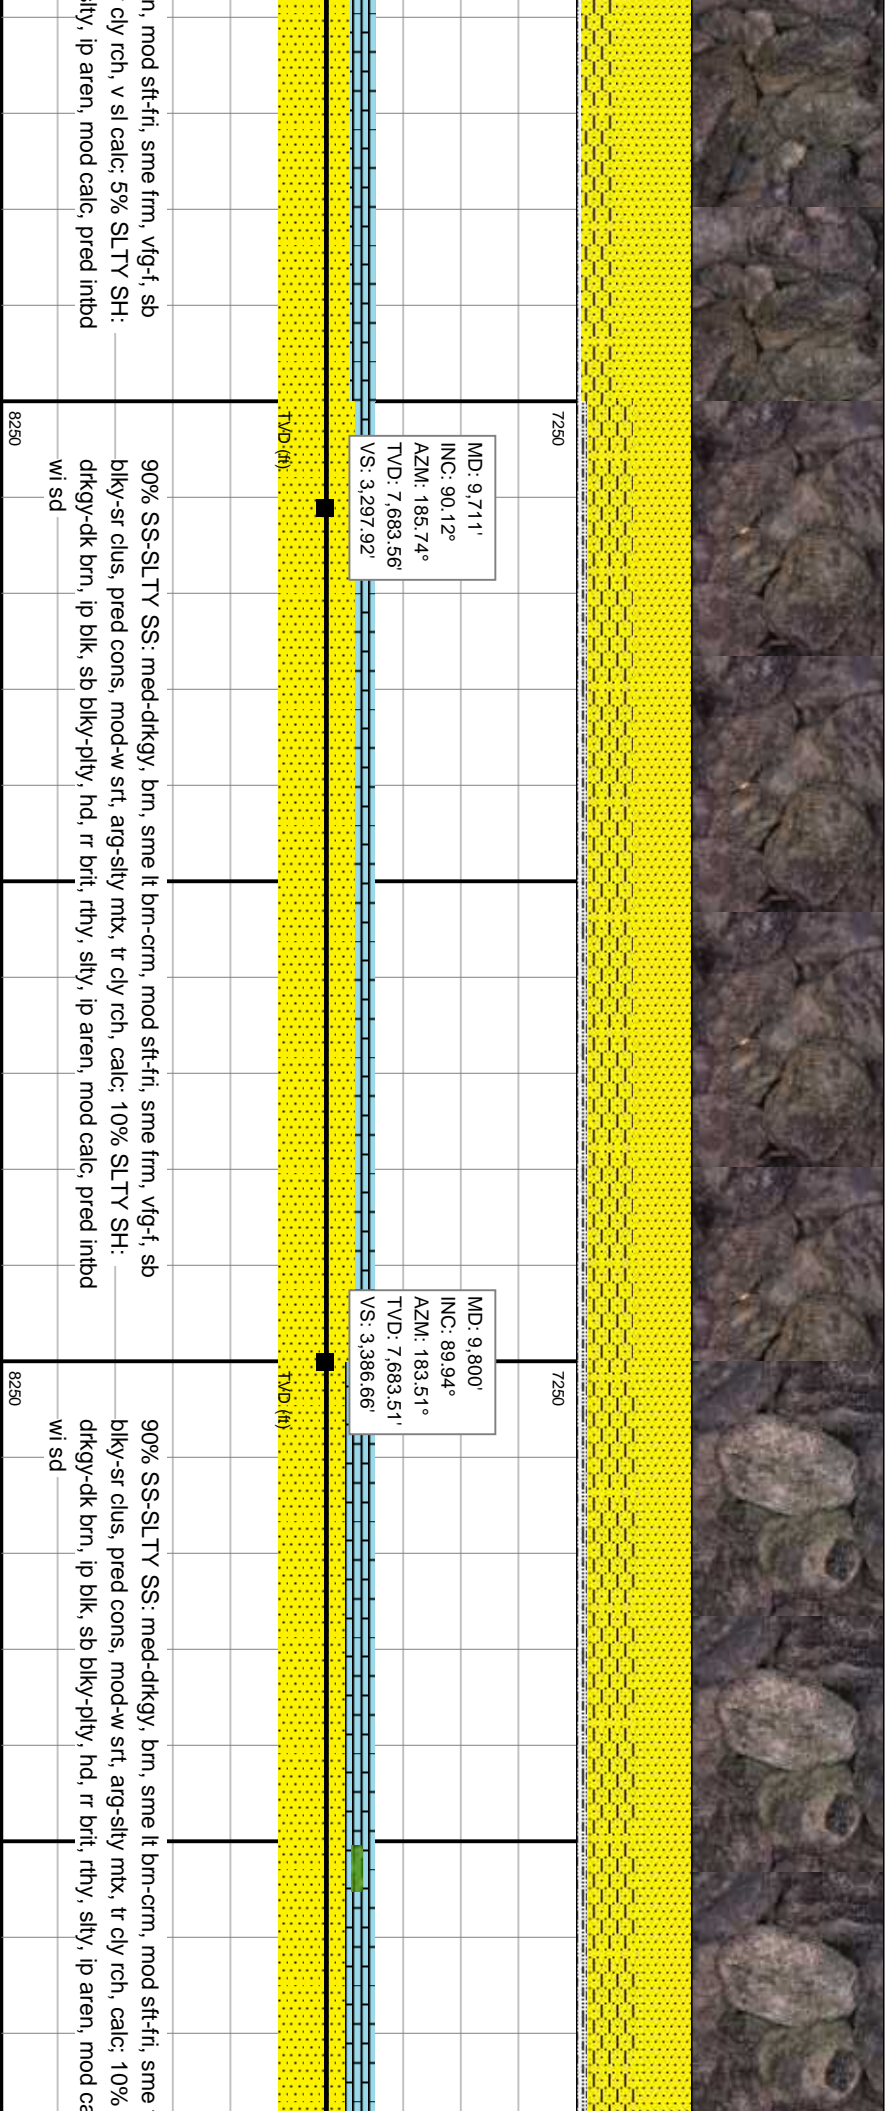 n, mod sft-fri, sme frm, vfg-f, sb
cly rch, v sl calc; 5% SLTY SH:
slty, ip aren, mod calc, pred intbd
8250
TVD (ft)
7250
MD: 9,711'
INC: 90.12°
AZM: 185.74°
TVD: 7,683.56'
VS: 3,297.92'
90% SS-SLTY SS: med-drkgy, brn, sme lt brn-crm, mod sft-fri, sme frm, vfg-f, sb
blky-sr clus, pred cons, mod-w srt, arg-slty mtx, tr cly rch, calc; 10% SLTY SH:
drkgy-dk brn, ip blk, sb blky-plty, hd, rr brit, rthy, slty, ip aren, mod calc, pred intbd
wi sd
MD: 9,800'
INC: 89.94°
AZM: 183.51°
TVD: 7,683.51'
VS: 3,386.66'
8250
TVD (ft)
7250
90% SS-SLTY SS: med-drkgy, brn, sme lt brn-crm, mod sft-fri, sme
blky-sr clus, pred cons, mod-w srt, arg-slty mtx, tr cly rch, calc; 10%
drkgy-dk brn, ip blk, sb blky-plty, hd, rr brit, rthy, slty, ip aren, mod ca
wi sd